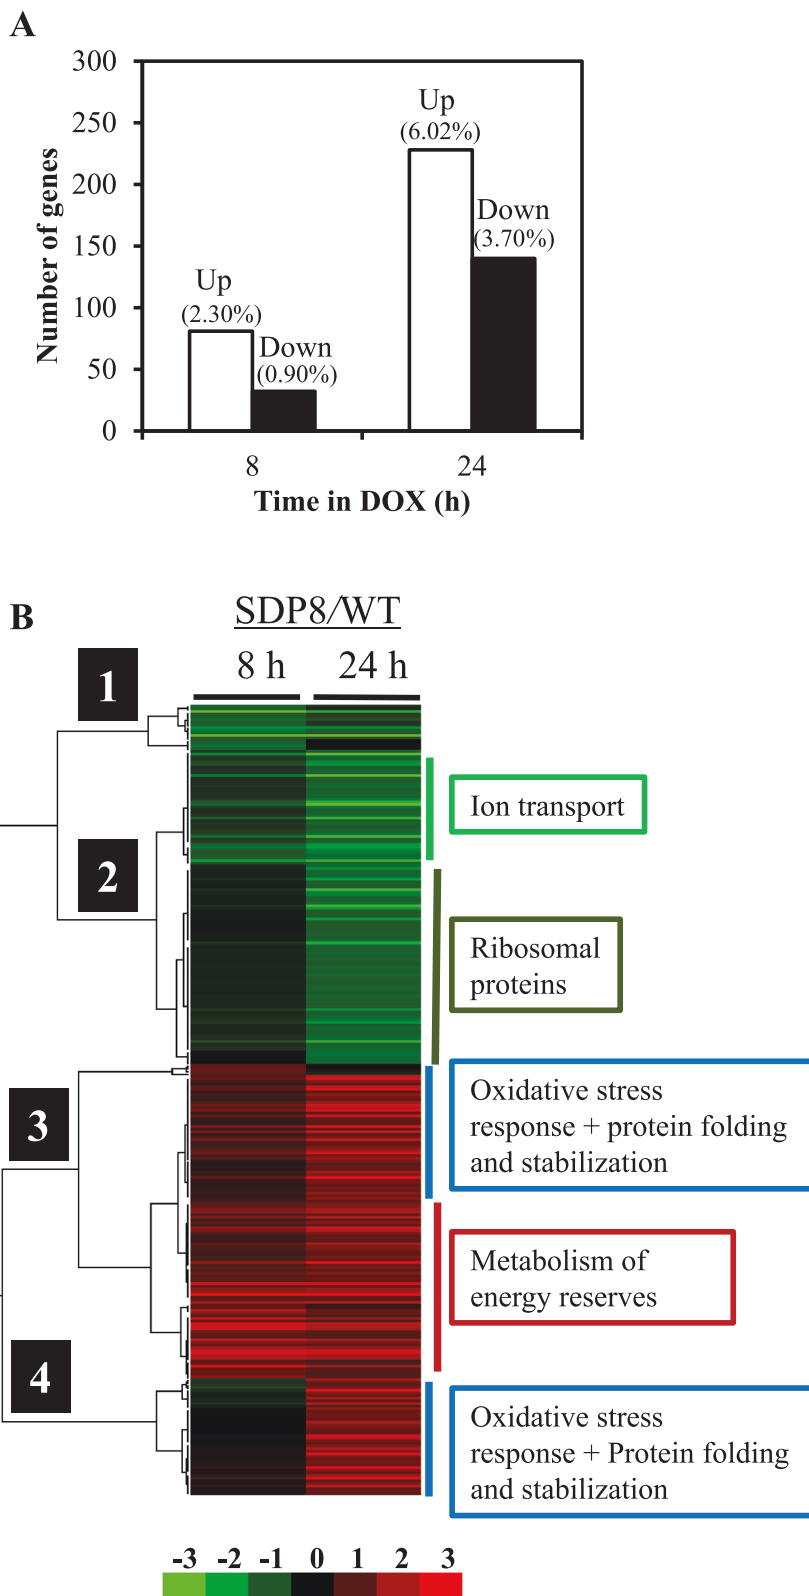 A
300
250
200
150
100
50
0
Number of genes
Up
(2.30%)
Down
(0.90%)
Up
(6.02%)
Down
(3.70%)
8
24
Time in DOX (h)
B
SDP8/WT
8 h
24 h
1
2
3
4
Ion transport
Ribosomal
proteins
Oxidative stress
response + protein folding
and stabilization
Metabolism of
energy reserves
Oxidative stress
response + Protein folding
and stabilization
-3 -2 -1 0 1 2 3